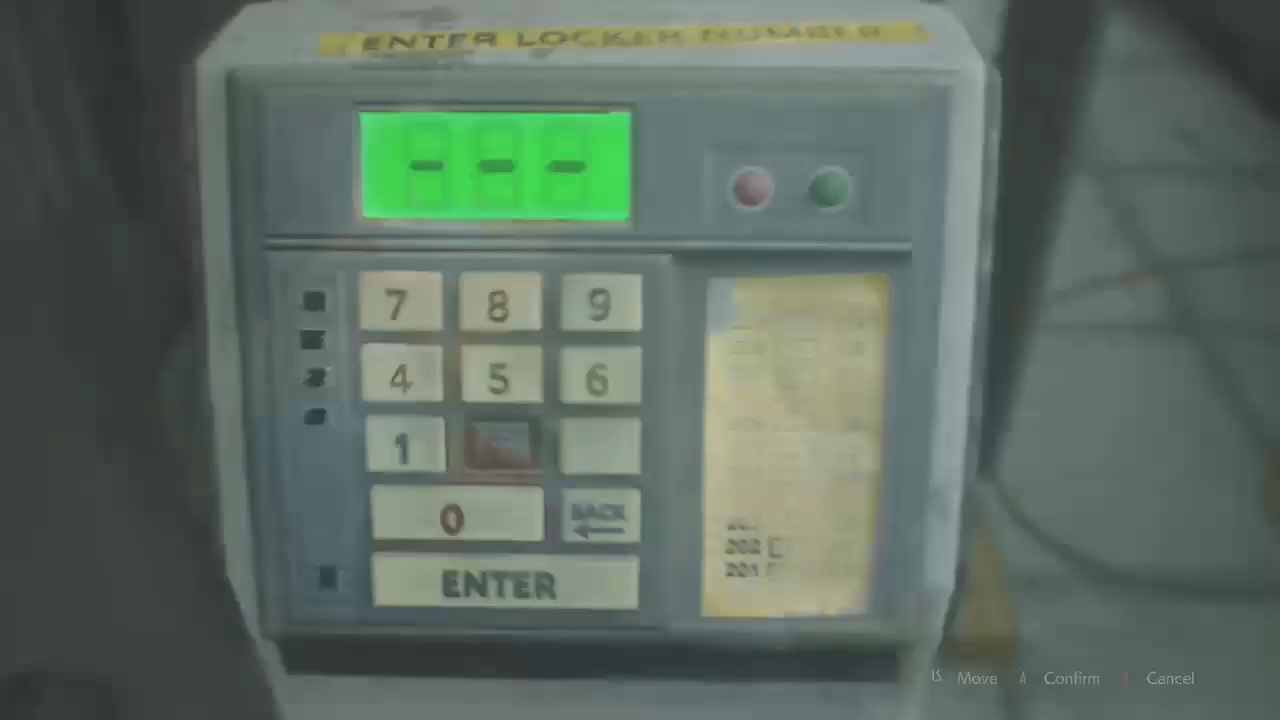 ENTER LOCKER NUMBER
- - -
7 8 9
4 5 6
1
0 BACK
ENTER
202
201
Move Confirm Cancel